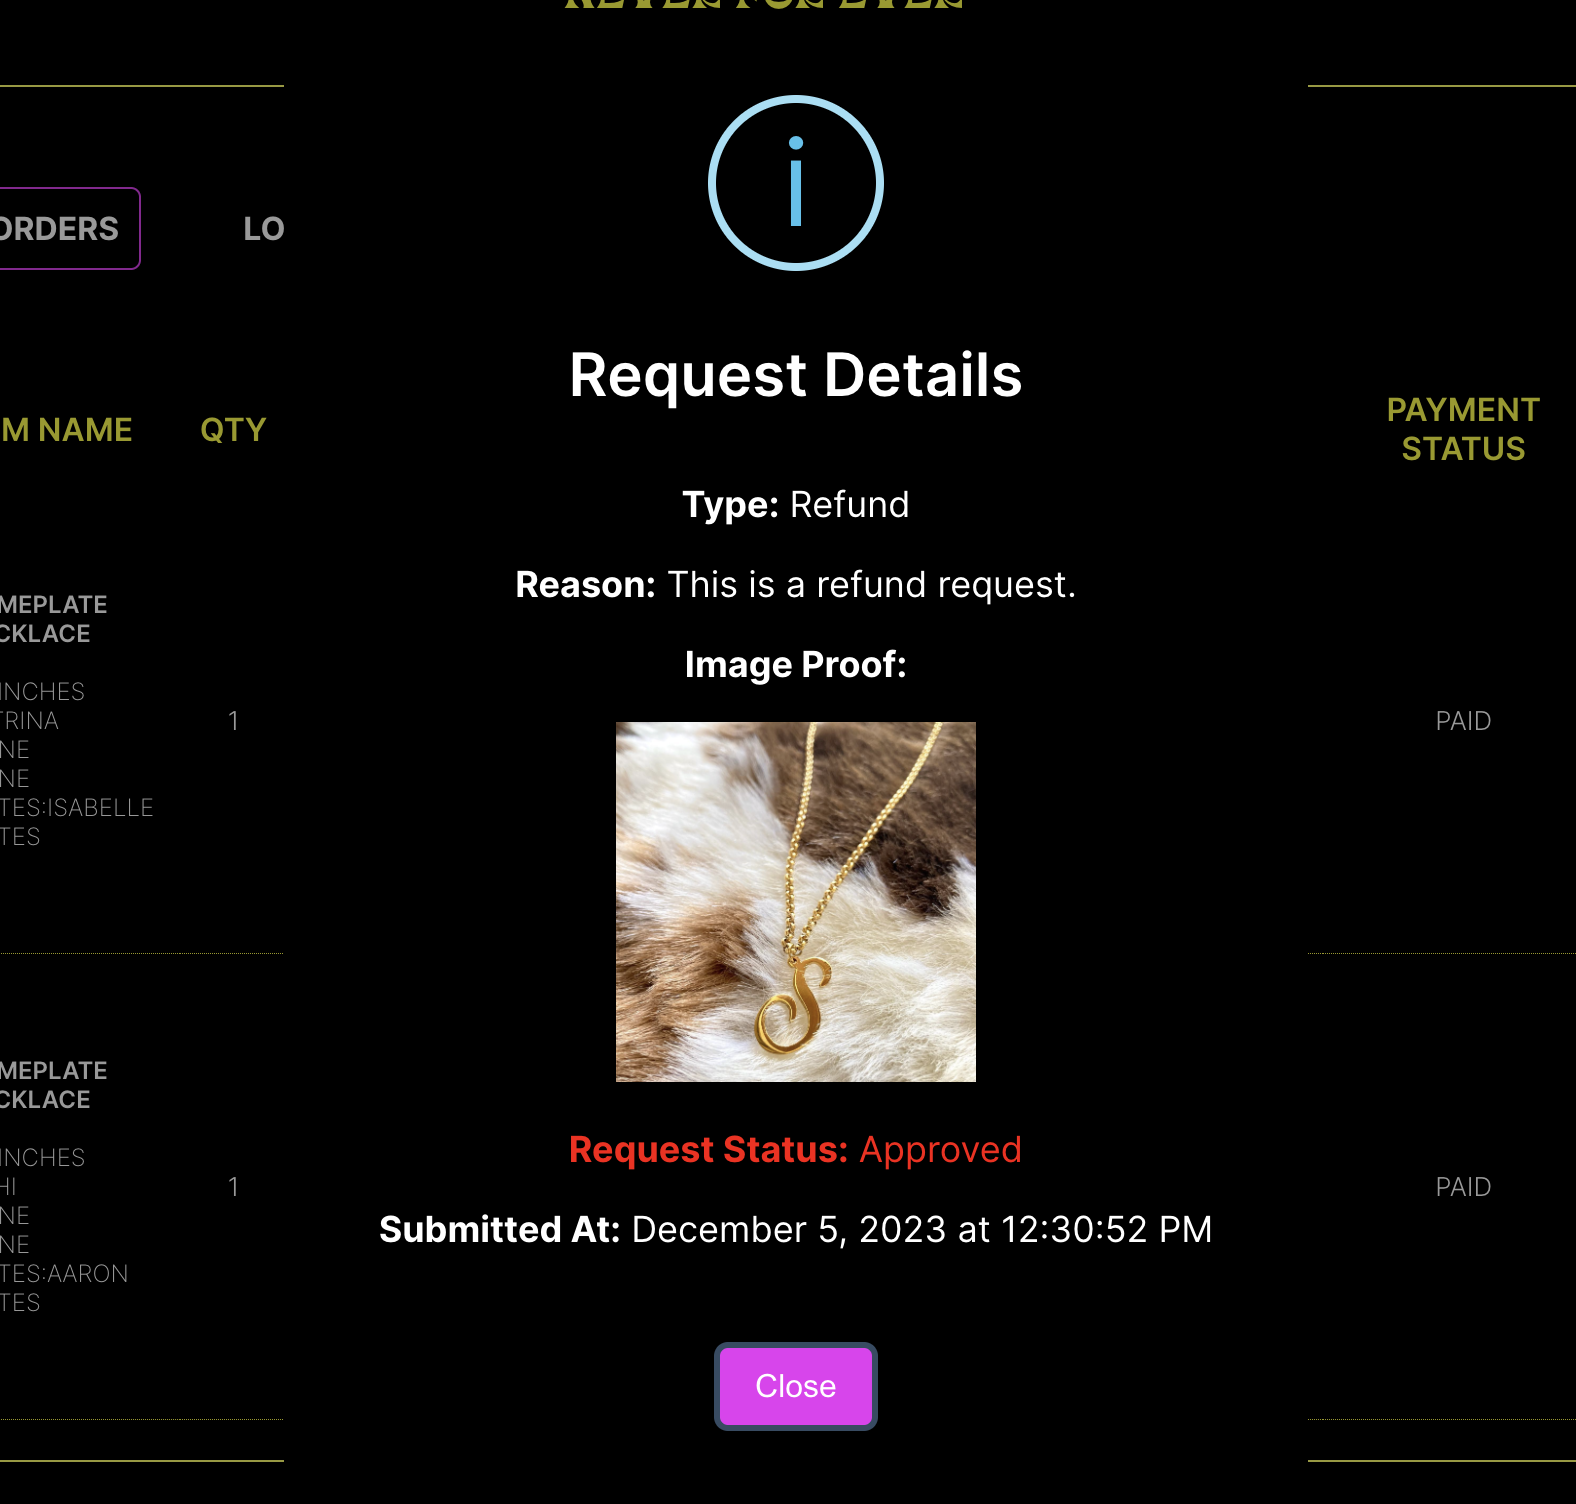 ORDERS
LO
Request Details
M NAME
QTY
PAYMENT
STATUS
Type: Refund
Reason: This is a refund request.
MEPLATE
CKLACE
Image Proof:
INCHES
TRINA
NE
NE
TES:ISABELLE
TES
1
PAID
S
MEPLATE
CKLACE
Request Status: Approved
INCHES
HI
NE
NE
TES:AARON
TES
1
PAID
Submitted At: December 5, 2023 at 12:30:52 PM
Close